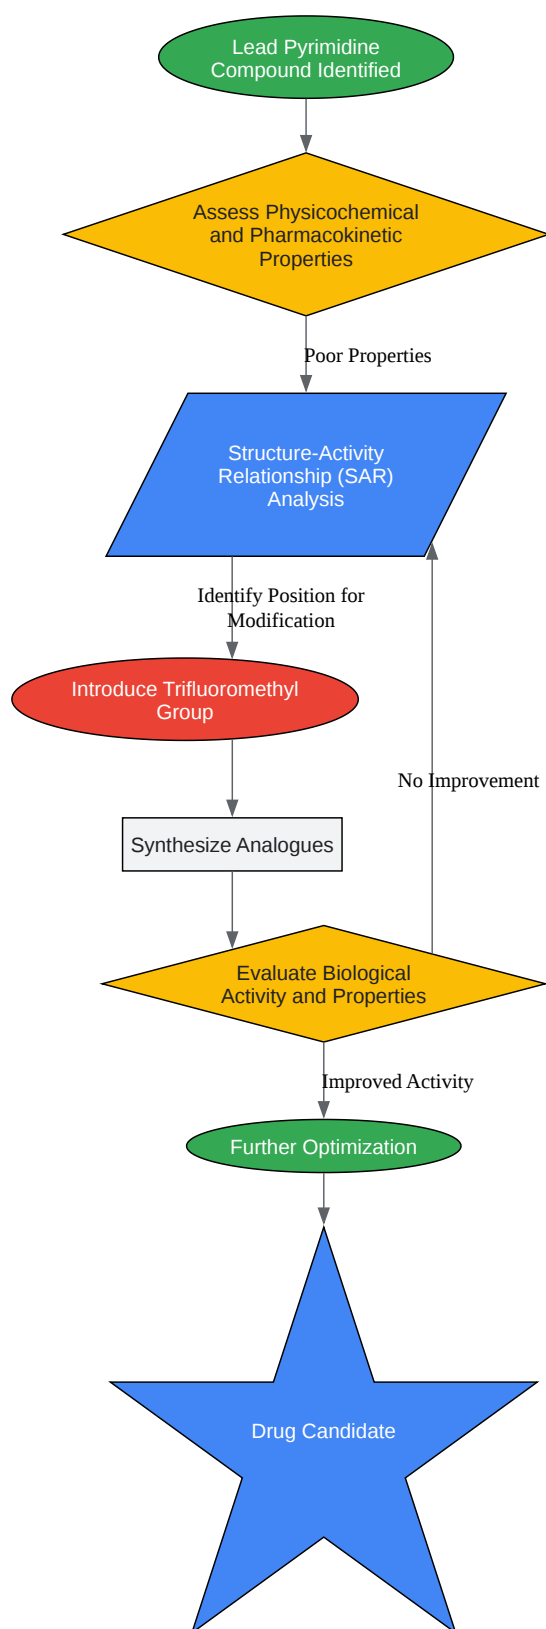 Lead Pyrimidine
Compound Identified
Assess Physicochemical
and Pharmacokinetic
Properties
Poor Properties
Structure-Activity
Relationship (SAR)
Analysis
Identify Position for
Modification
Introduce Trifluoromethyl
Group
No Improvement
Synthesize Analogues
Evaluate Biological
Activity and Properties
Improved Activity
Further Optimization
Drug Candidate